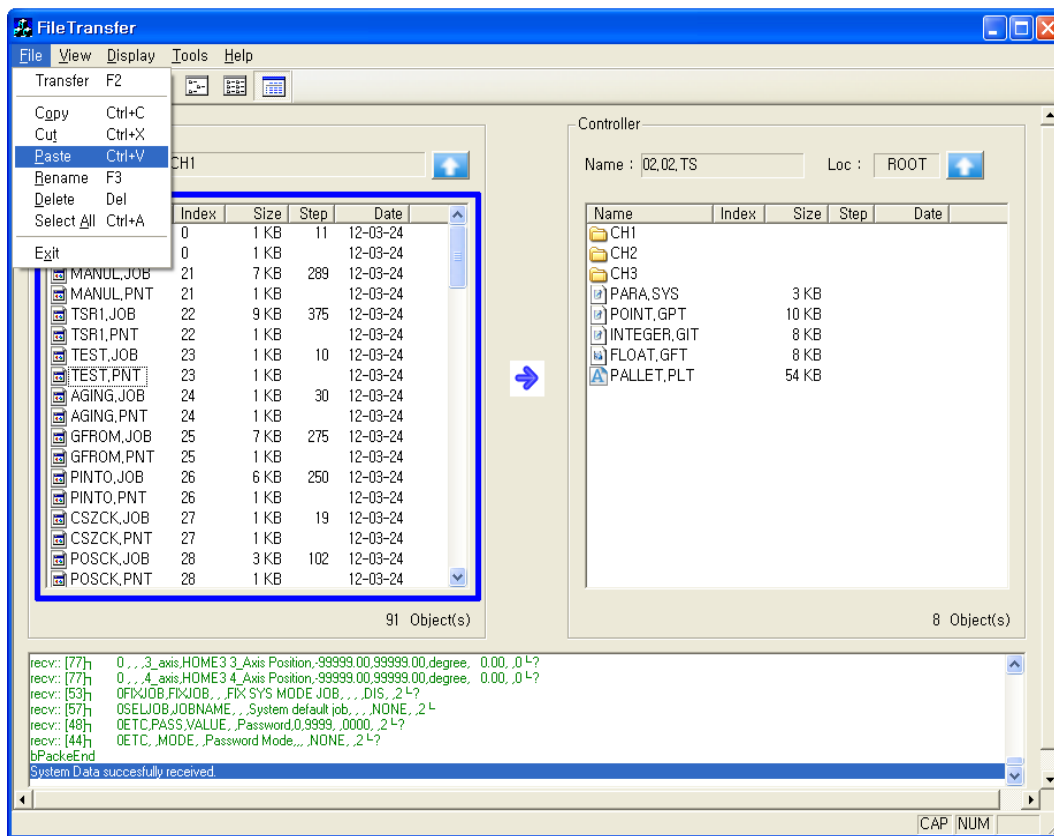 FileTransfer
File View Display Tools Help
Transfer F2
Copy Ctrl+C
Cut Ctrl+X
Paste Ctrl+V
Rename F3
Delete Del
Select All Ctrl+A
Exit
CH1
Index Size Step Date
0 1 KB 11 12-03-24
0 1 KB 12-03-24
MANUL.JOB 21 7 KB 289 12-03-24
MANUL.PNT 21 1 KB 12-03-24
TSR1.JOB 22 9 KB 375 12-03-24
TSR1.PNT 22 1 KB 12-03-24
TEST.JOB 23 1 KB 10 12-03-24
TEST.PNT 23 1 KB 12-03-24
AGING.JOB 24 1 KB 30 12-03-24
AGING.PNT 24 1 KB 12-03-24
GFROM.JOB 25 7 KB 275 12-03-24
GFROM.PNT 25 1 KB 12-03-24
PINTO.JOB 26 6 KB 250 12-03-24
PINTO.PNT 26 1 KB 12-03-24
CSZCK.JOB 27 1 KB 19 12-03-24
CSZCK.PNT 27 1 KB 12-03-24
POSCK.JOB 28 3 KB 102 12-03-24
POSCK.PNT 28 1 KB 12-03-24
91 Object(s)
Controller
Name : 02.02.TS Loc : ROOT
Name Index Size Step Date
CH1
CH2
CH3
PARA.SYS 3 KB
POINT.GPT 10 KB
INTEGER.GIT 8 KB
FLOAT.GFT 8 KB
PALLET.PLT 54 KB
8 Object(s)
recv:: [77]┐ 0 , , ,3_axis,HOME3 3_Axis Position,-99999.00,99999.00,degree, 0.00, ,0 └?
recv:: [77]┐ 0 , , ,4_axis,HOME3 4_Axis Position,-99999.00,99999.00,degree, 0.00, ,0 └?
recv:: [53]┐ 0FIXJOB,FIXJOB, , ,FIX SYS MODE JOB, , , ,DIS, ,2 └?
recv:: [57]┐ 0SELJOB,JOBNAME, , ,System default job, , , ,NONE, ,2 └
recv:: [48]┐ 0ETC,PASS,VALUE, ,Password,0,9999, ,0000, ,2 └?
recv:: [44]┐ 0ETC, ,MODE, ,Password Mode,,, ,NONE, ,2 └?
bPackeEnd
System Data succesfully received.
CAP NUM